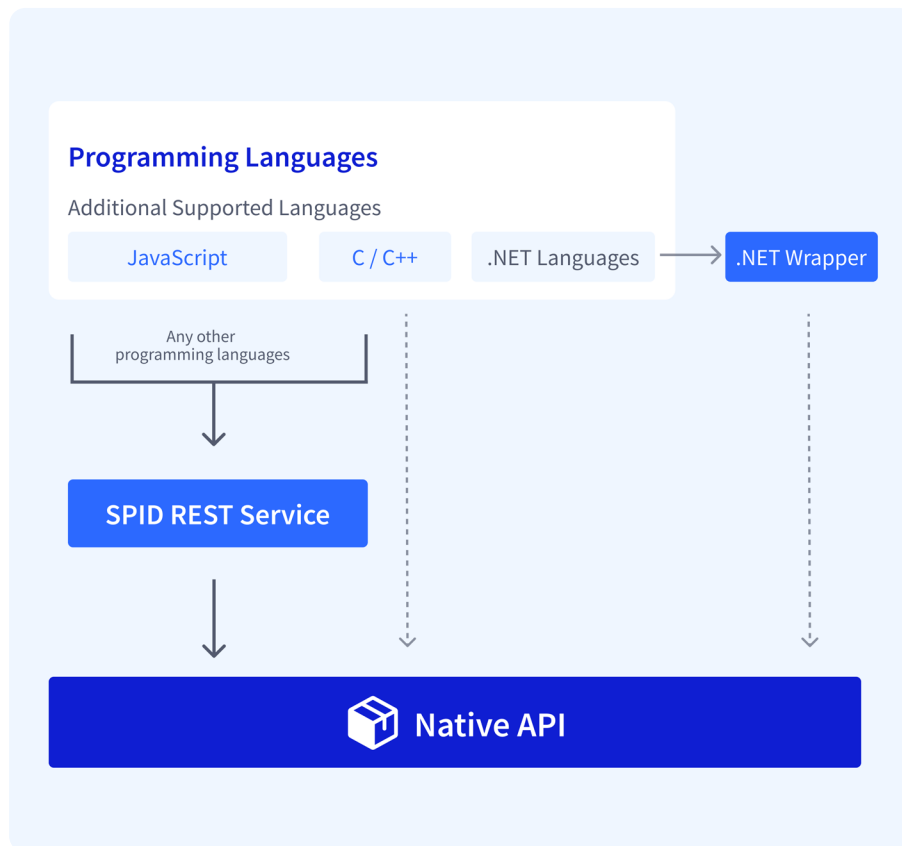 Programming Languages
Additional Supported Languages
JavaScript
C / C++
.NET Languages
.NET Wrapper
Any other
programming languages
SPID REST Service
Native API